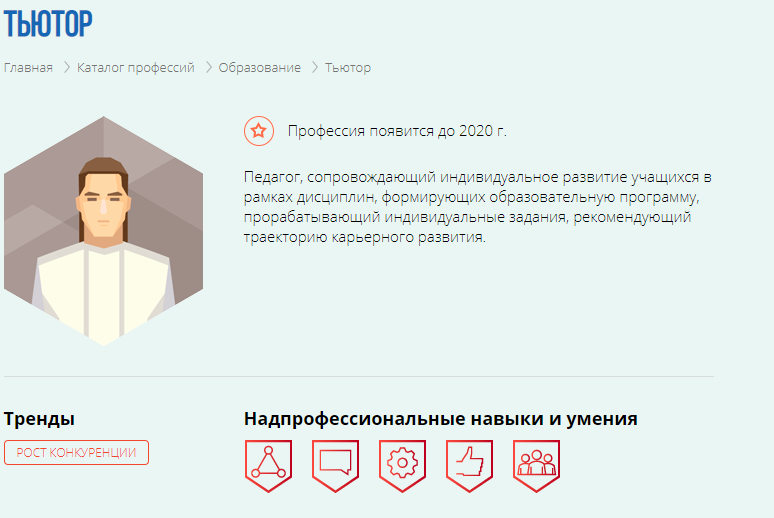 ТЬЮТОР
Главная > Каталог профессий > Образование > Тьютор
Профессия появится до 2020 г.
Педагог, сопровождающий индивидуальное развитие учащихся в
рамках дисциплин, формирующих образовательную программу,
прорабатывающий индивидуальные задания, рекомендующий
траекторию карьерного развития.
Тренды
РОСТ КОНКУРЕНЦИИ
Надпрофессиональные навыки и умения